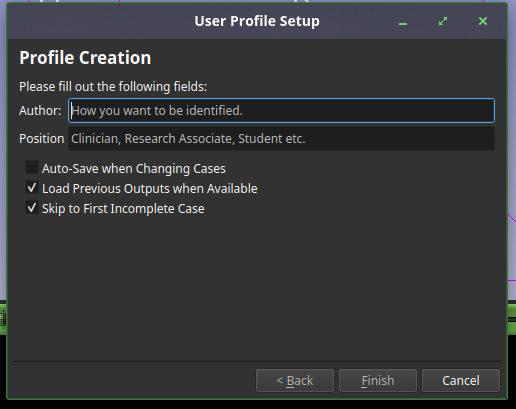 User Profile Setup
Profile Creation
Please fill out the following fields:
Author: How you want to be identified.
Position Clinician, Research Associate, Student etc.
Auto-Save when Changing Cases
Load Previous Outputs when Available
Skip to First Incomplete Case
< Back Finish Cancel